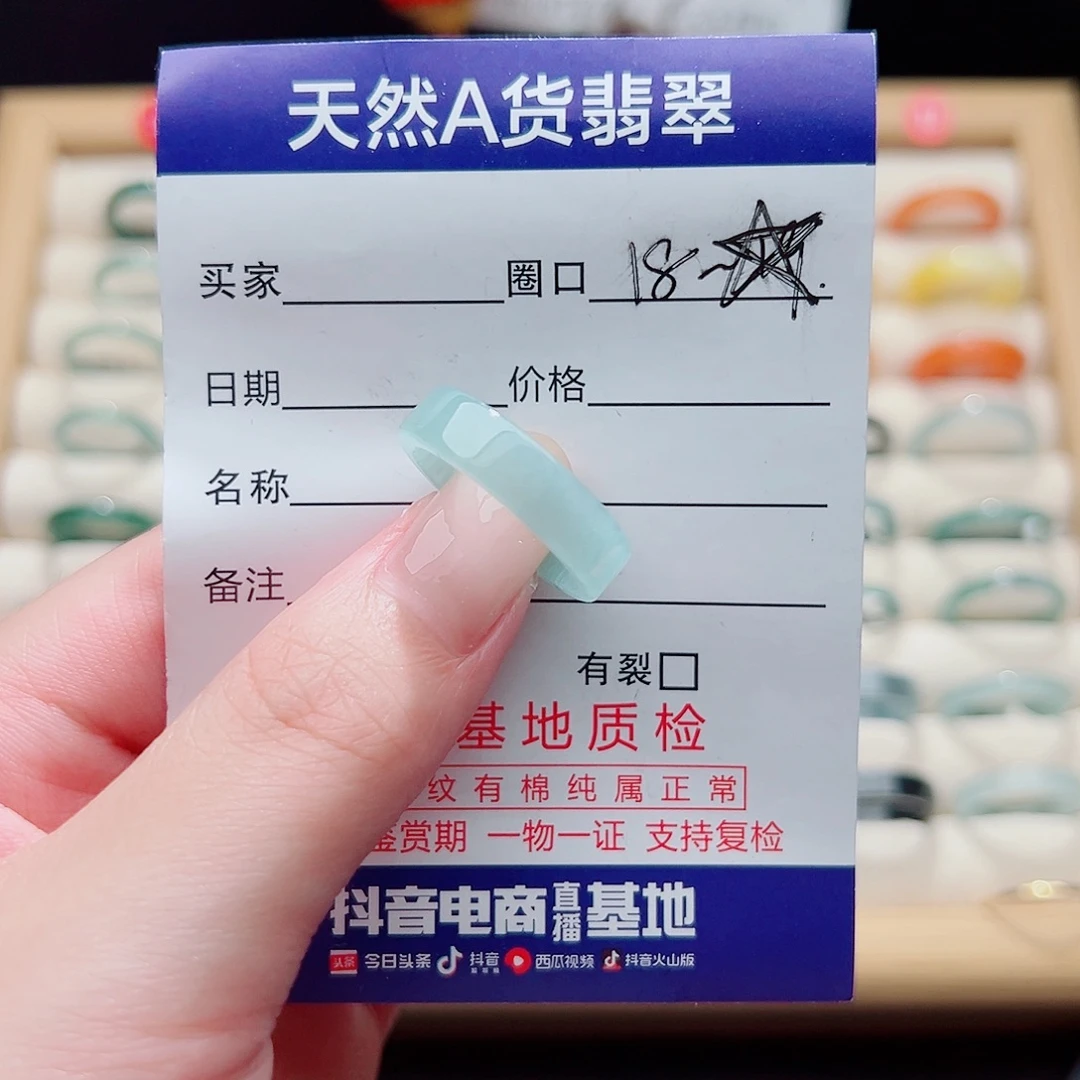 天然A货翡翠
买家 圈口 18~
日期 价格
名称
备注
有裂□
基地质检
纹有棉纯属正常
鉴赏期 一物一证 支持复检
抖音电商直播基地
头条 今日头条 抖音 西瓜视频 抖音火山版